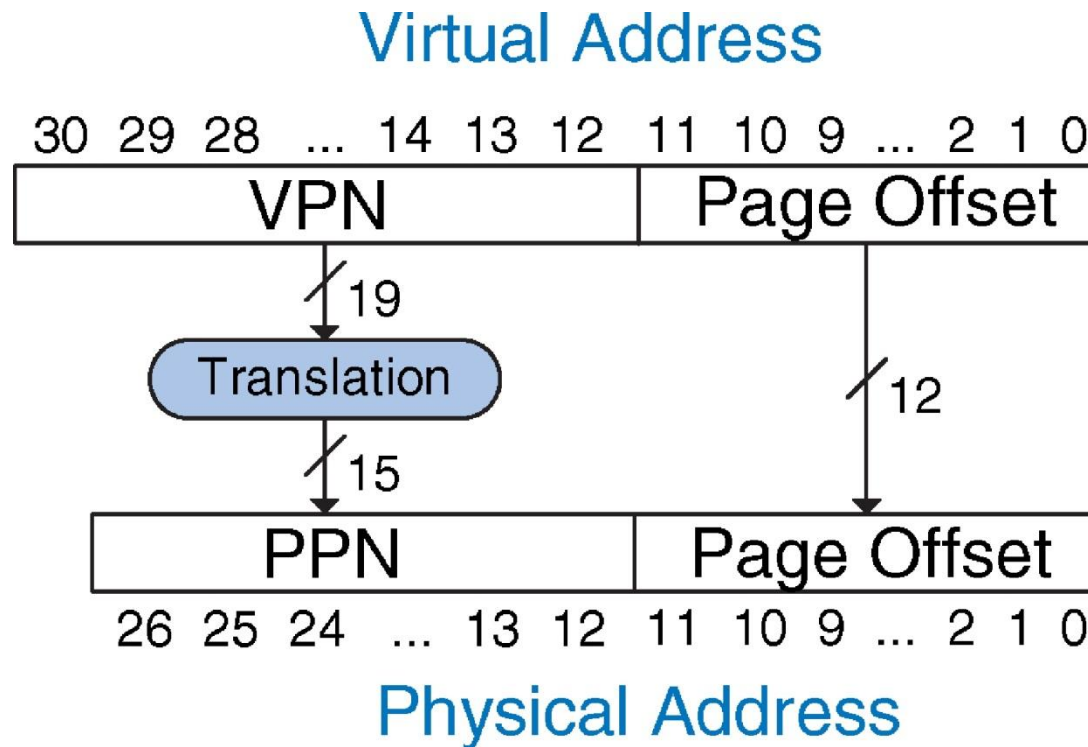 Virtual Address
30 29 28 ... 14 13 12 11 10 9 ... 2 1 0
VPN Page Offset
19
Translation
12
15
PPN Page Offset
26 25 24 ... 13 12 11 10 9 ... 2 1 0
Physical Address